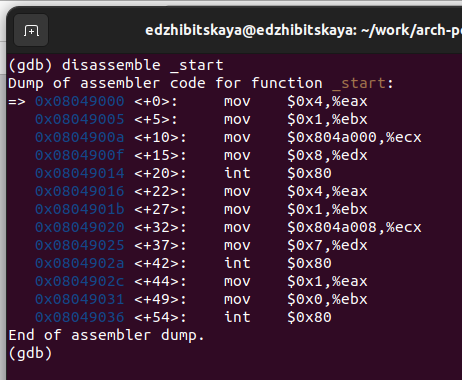 edzhibitskaya@edzhibitskaya: ~/work/arch-p
(gdb) disassemble _start
Dump of assembler code for function _start:
=> 0x08049000 <+0>:     mov    $0x4,%eax
   0x08049005 <+5>:     mov    $0x1,%ebx
   0x0804900a <+10>:    mov    $0x804a000,%ecx
   0x0804900f <+15>:    mov    $0x8,%edx
   0x08049014 <+20>:    int    $0x80
   0x08049016 <+22>:    mov    $0x4,%eax
   0x0804901b <+27>:    mov    $0x1,%ebx
   0x08049020 <+32>:    mov    $0x804a008,%ecx
   0x08049025 <+37>:    mov    $0x7,%edx
   0x0804902a <+42>:    int    $0x80
   0x0804902c <+44>:    mov    $0x1,%eax
   0x08049031 <+49>:    mov    $0x0,%ebx
   0x08049036 <+54>:    int    $0x80
End of assembler dump.
(gdb)